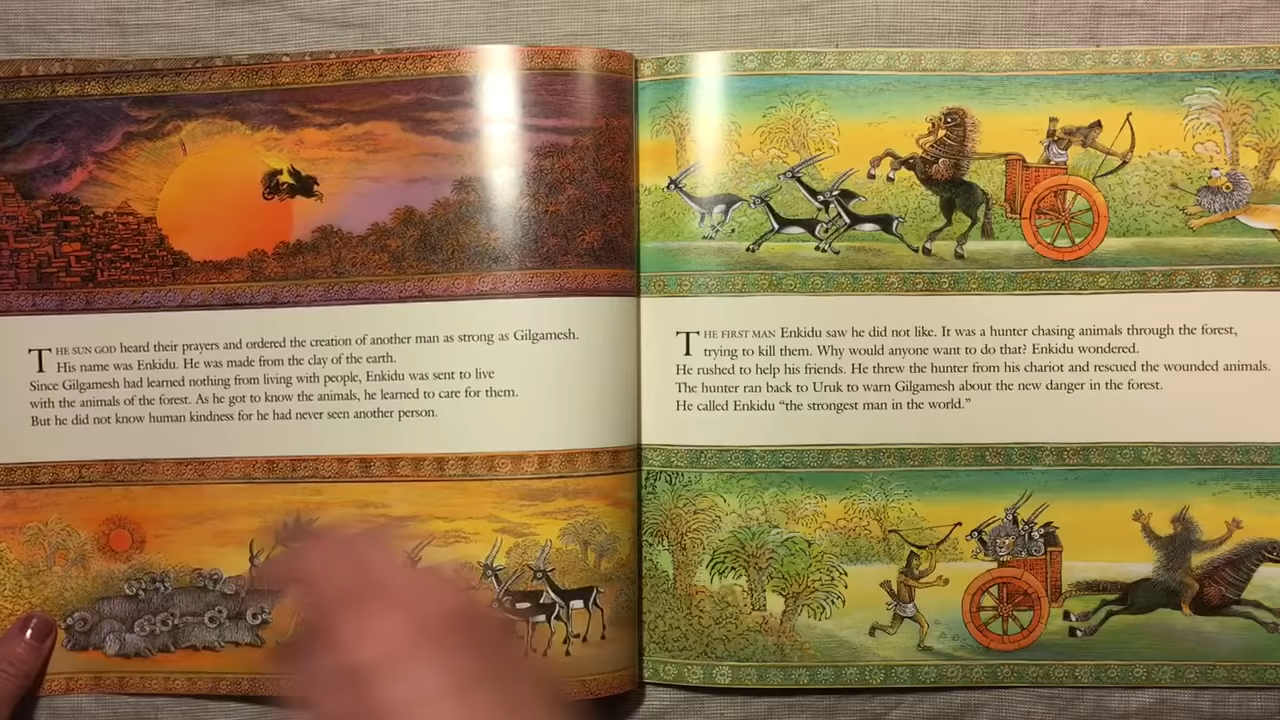 THE SUN GOD heard their prayers and ordered the creation of another man as strong as Gilgamesh.
His name was Enkidu. He was made from the clay of the earth.
Since Gilgamesh had learned nothing from living with people, Enkidu was sent to live
with the animals of the forest. As he got to know the animals, he learned to care for them.
But he did not know human kindness for he had never seen another person.
THE FIRST MAN Enkidu saw he did not like. It was a hunter chasing animals through the forest,
trying to kill them. Why would anyone want to do that? Enkidu wondered.
He rushed to help his friends. He threw the hunter from his chariot and rescued the wounded animals.
The hunter ran back to Uruk to warn Gilgamesh about the new danger in the forest.
He called Enkidu “the strongest man in the world.”